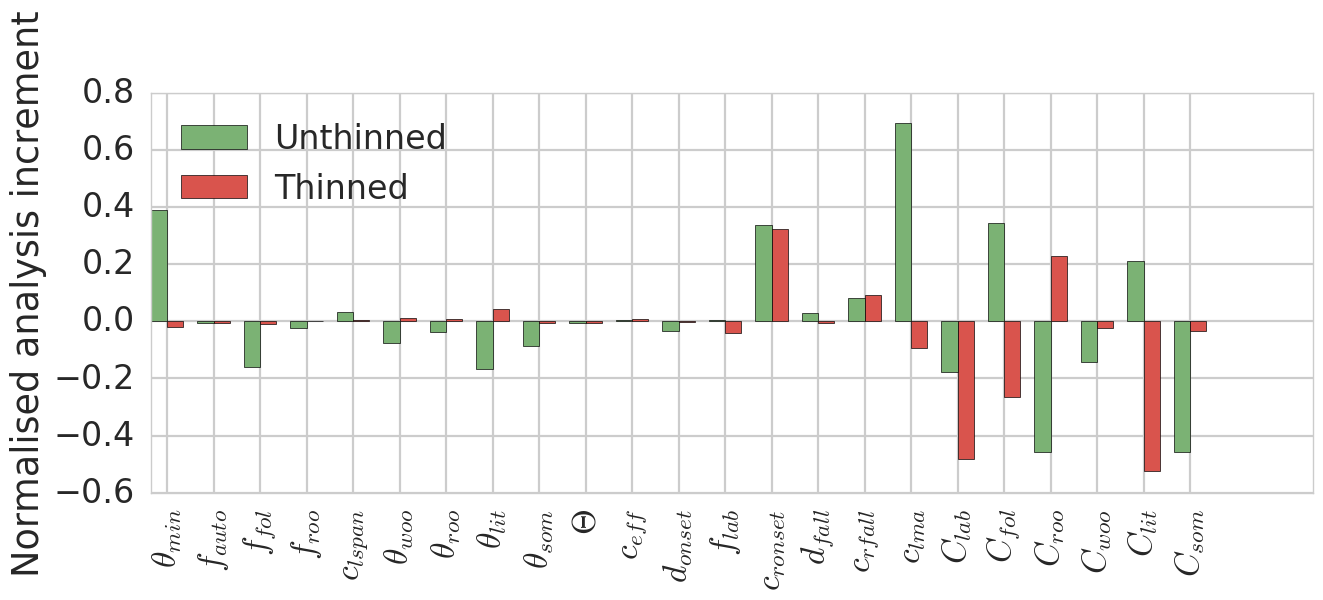 Normalised analysis increment
0.8
0.6
0.4
0.2
0.0
−0.2
−0.4
−0.6
Unthinned
Thinned
θmin
fauto
ffol
froo
clspan
θwoo
θroo
θlit
θsom
Θ
ceff
donset
flab
cronset
dfall
crfall
clma
Clab
Cfol
Croo
Cwoo
Clit
Csom